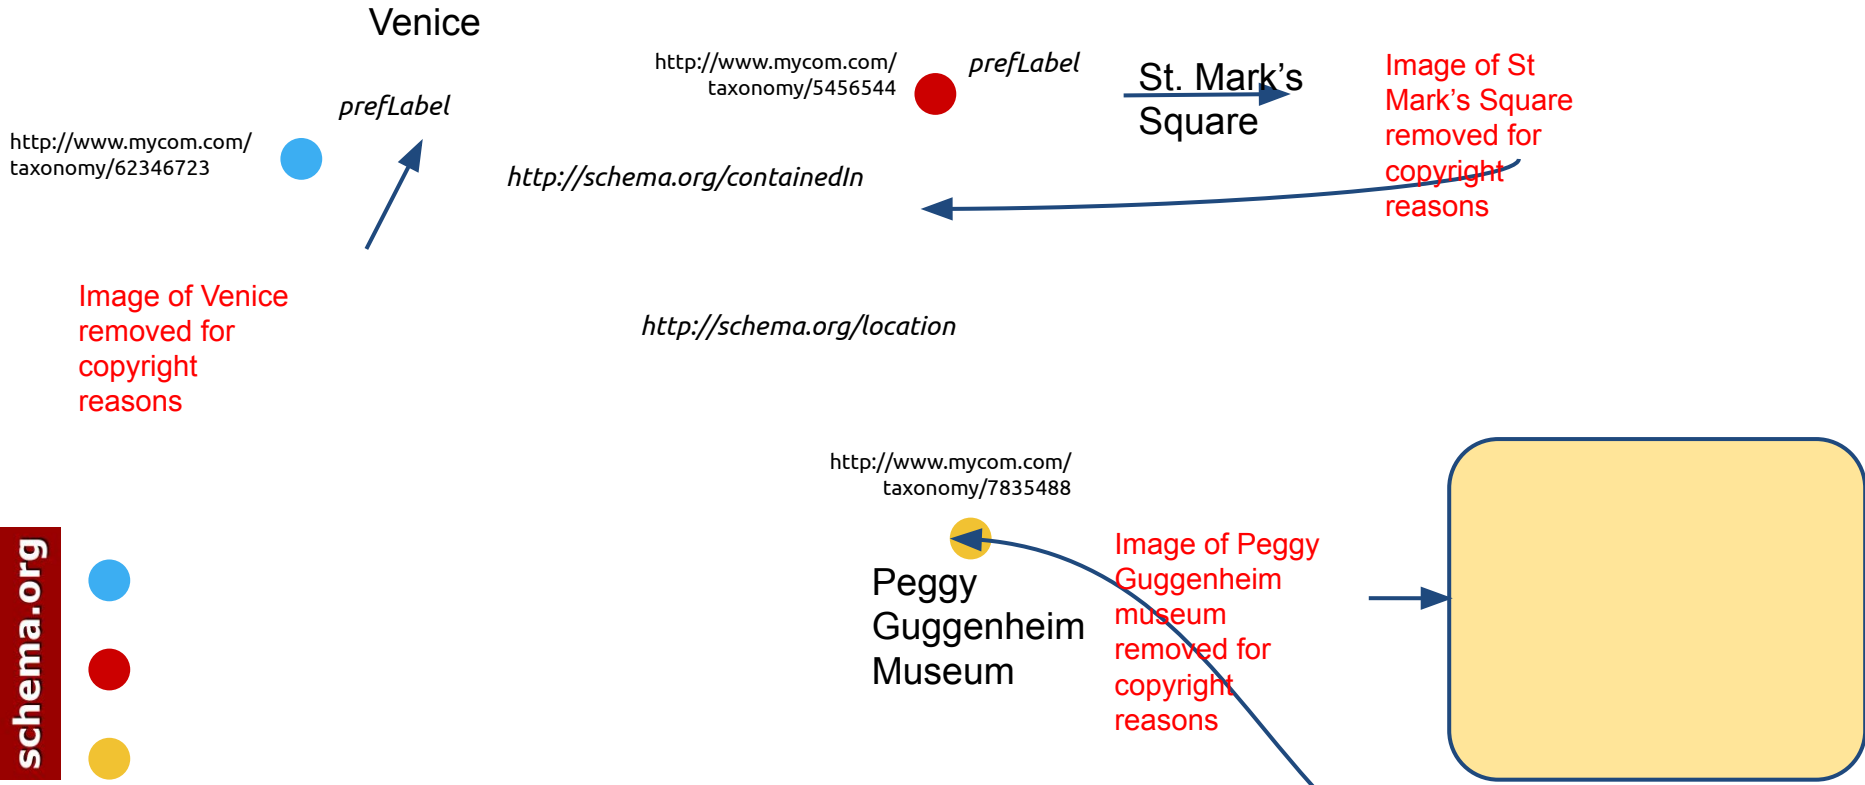 Venice
http://www.mycom.com/
taxonomy/5456544
prefLabel
St. Mark’s
Square
Image of St
Mark’s Square
removed for
copyright
reasons
prefLabel
http://www.mycom.com/
taxonomy/62346723
http://schema.org/containedIn
Image of Venice
removed for
copyright
reasons
http://schema.org/location
http://www.mycom.com/
taxonomy/7835488
Peggy
Guggenheim
Museum
Image of Peggy
Guggenheim
museum
removed for
copyright
reasons
schema.org